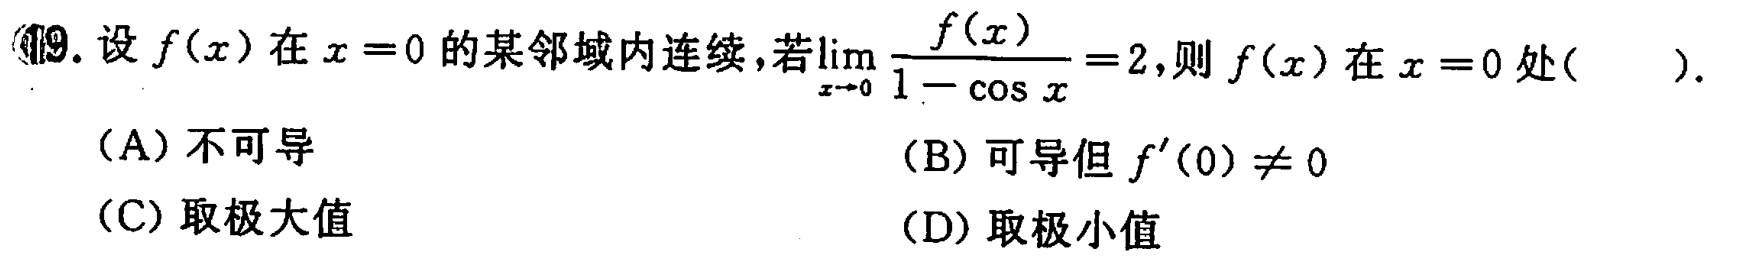 19. 设 f(x) 在 x=0 的某邻域内连续,若$\lim\limits_{x\to 0}\frac{f(x)}{1-\cos x}=2$,则 f(x) 在 x=0 处(  ).
(A) 不可导 (B) 可导但 f′(0)≠0
(C) 取极大值 (D) 取极小值